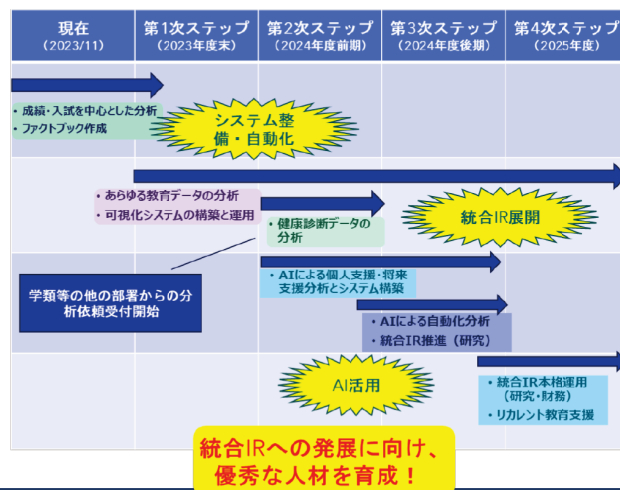 現在
(2023/11)
第1次ステップ
(2023年度末)
第2次ステップ
(2024年度前期)
第3次ステップ
(2024年度後期)
第4次ステップ
(2025年度)
・成績・入試を中心とした分析
・ファクトブック作成
システム整
備・自動化
・あらゆる教育データの分析
・可視化システムの構築と運用
・健康診断データの
分析
統合IR展開
学類等の他の部署からの分
析依頼受付開始
・AIによる個人支援・将来
支援分析とシステム構築
・AIによる自動化分析
・統合IR推進（研究）
AI活用
・統合IR本格運用
（研究・財務）
・リカレント教育支援
統合IRへの発展に向け、
優秀な人材を育成！